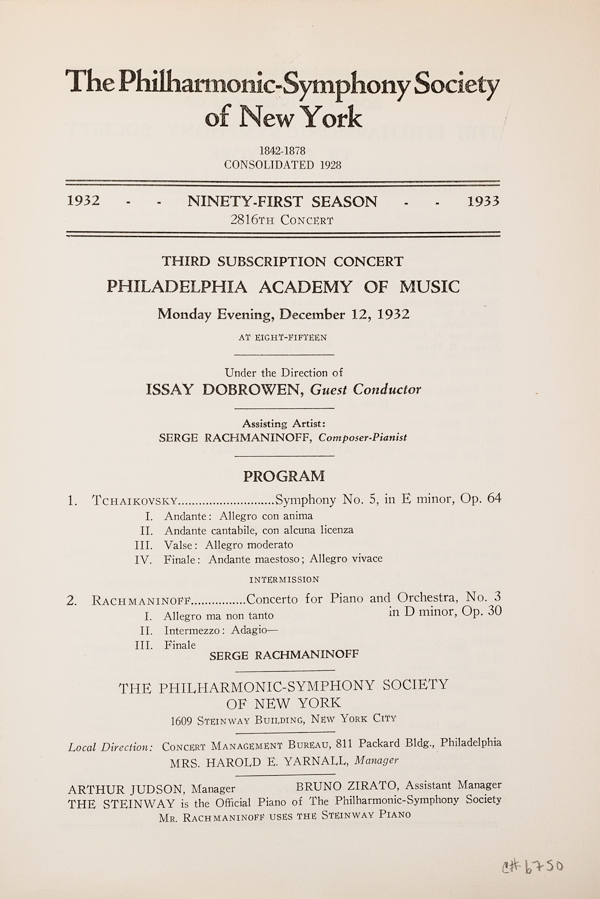 The Philharmonic-Symphony Society
of New York
1842-1878
CONSOLIDATED 1928
1932 - - NINETY-FIRST SEASON - - 1933
2816TH CONCERT
THIRD SUBSCRIPTION CONCERT
PHILADELPHIA ACADEMY OF MUSIC
Monday Evening, December 12, 1932
AT EIGHT-FIFTEEN
Under the Direction of
ISSAY DOBROWEN, Guest Conductor
Assisting Artist:
SERGE RACHMANINOFF, Composer-Pianist
PROGRAM
1. TCHAIKOVSKY............................Symphony No. 5, in E minor, Op. 64
I. Andante: Allegro con anima
II. Andante cantabile, con alcuna licenza
III. Valse: Allegro moderato
IV. Finale: Andante maestoso; Allegro vivace
INTERMISSION
2. RACHMANINOFF................Concerto for Piano and Orchestra, No. 3
in D minor, Op. 30
I. Allegro ma non tanto
II. Intermezzo: Adagio—
III. Finale
SERGE RACHMANINOFF
THE PHILHARMONIC-SYMPHONY SOCIETY
OF NEW YORK
1609 STEINWAY BUILDING, NEW YORK CITY
Local Direction: CONCERT MANAGEMENT BUREAU, 811 Packard Bldg., Philadelphia
MRS. HAROLD E. YARNALL, Manager
ARTHUR JUDSON, Manager BRUNO ZIRATO, Assistant Manager
THE STEINWAY is the Official Piano of The Philharmonic-Symphony Society
MR. RACHMANINOFF USES THE STEINWAY PIANO
CH-6750